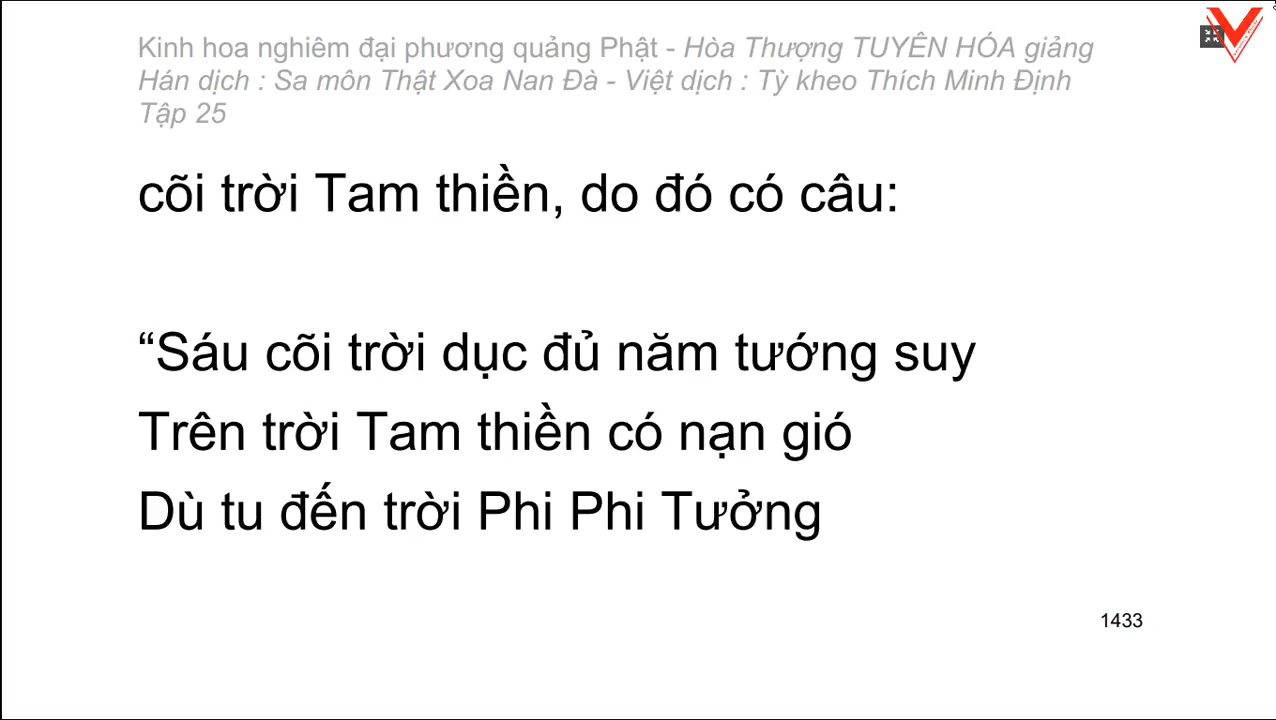 Kinh hoa nghiêm đại phương quảng Phật - Hòa Thượng TUYÊN HÓA giảng
Hán dịch : Sa môn Thật Xoa Nan Đà - Việt dịch : Tỳ kheo Thích Minh Định
Tập 25
cõi trời Tam thiền, do đó có câu:
“Sáu cõi trời dục đủ năm tướng suy
Trên trời Tam thiền có nạn gió
Dù tu đến trời Phi Phi Tưởng
1433